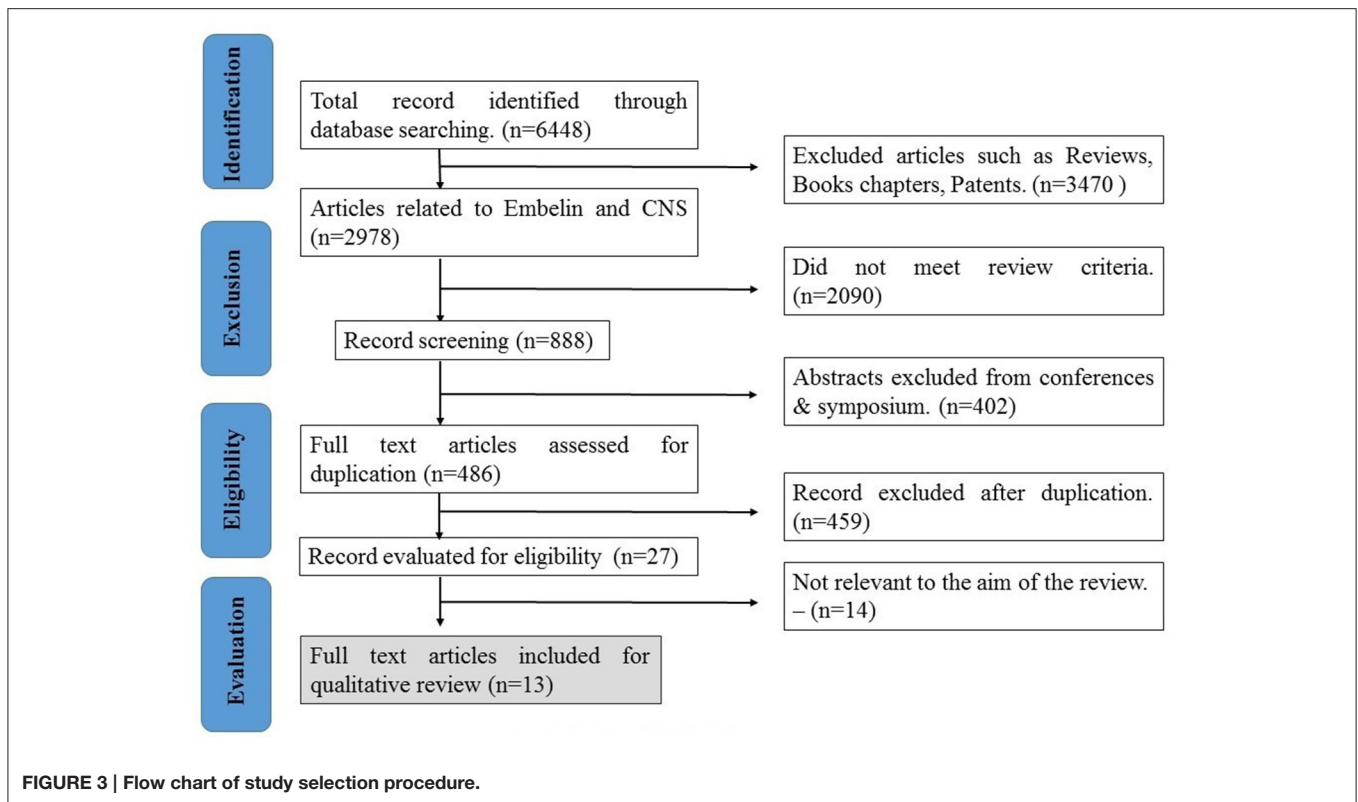 Identification
Total record identified through
database searching. (n=6448)
Excluded articles such as Reviews,
Books chapters, Patents. (n=3470 )
Articles related to Embelin and CNS
(n=2978)
Exclusion
Did not meet review criteria.
(n=2090)
Record screening (n=888)
Abstracts excluded from conferences
& symposium. (n=402)
Eligibility
Full text articles assessed for
duplication (n=486)
Record excluded after duplication.
(n=459)
Record evaluated for eligibility (n=27)
Evaluation
Not relevant to the aim of the review.
– (n=14)
Full text articles included for
qualitative review (n=13)
FIGURE 3 | Flow chart of study selection procedure.